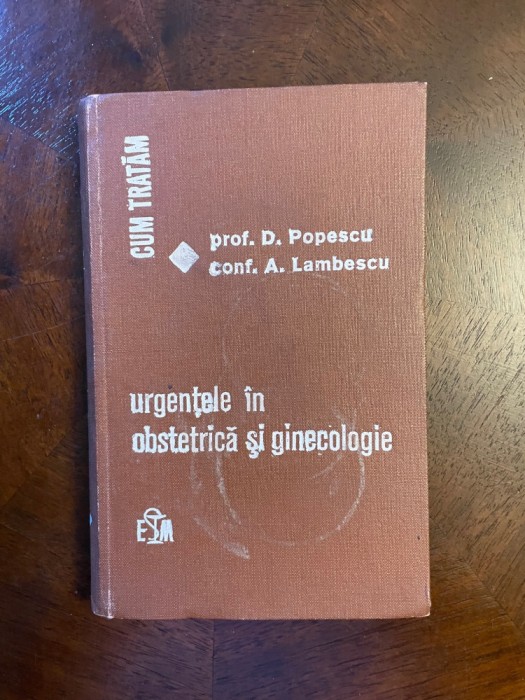 CUM TRATĂM
prof. D. Popescu
conf. A. Lambescu
urgențele în
obstetrică și ginecologie
ESM